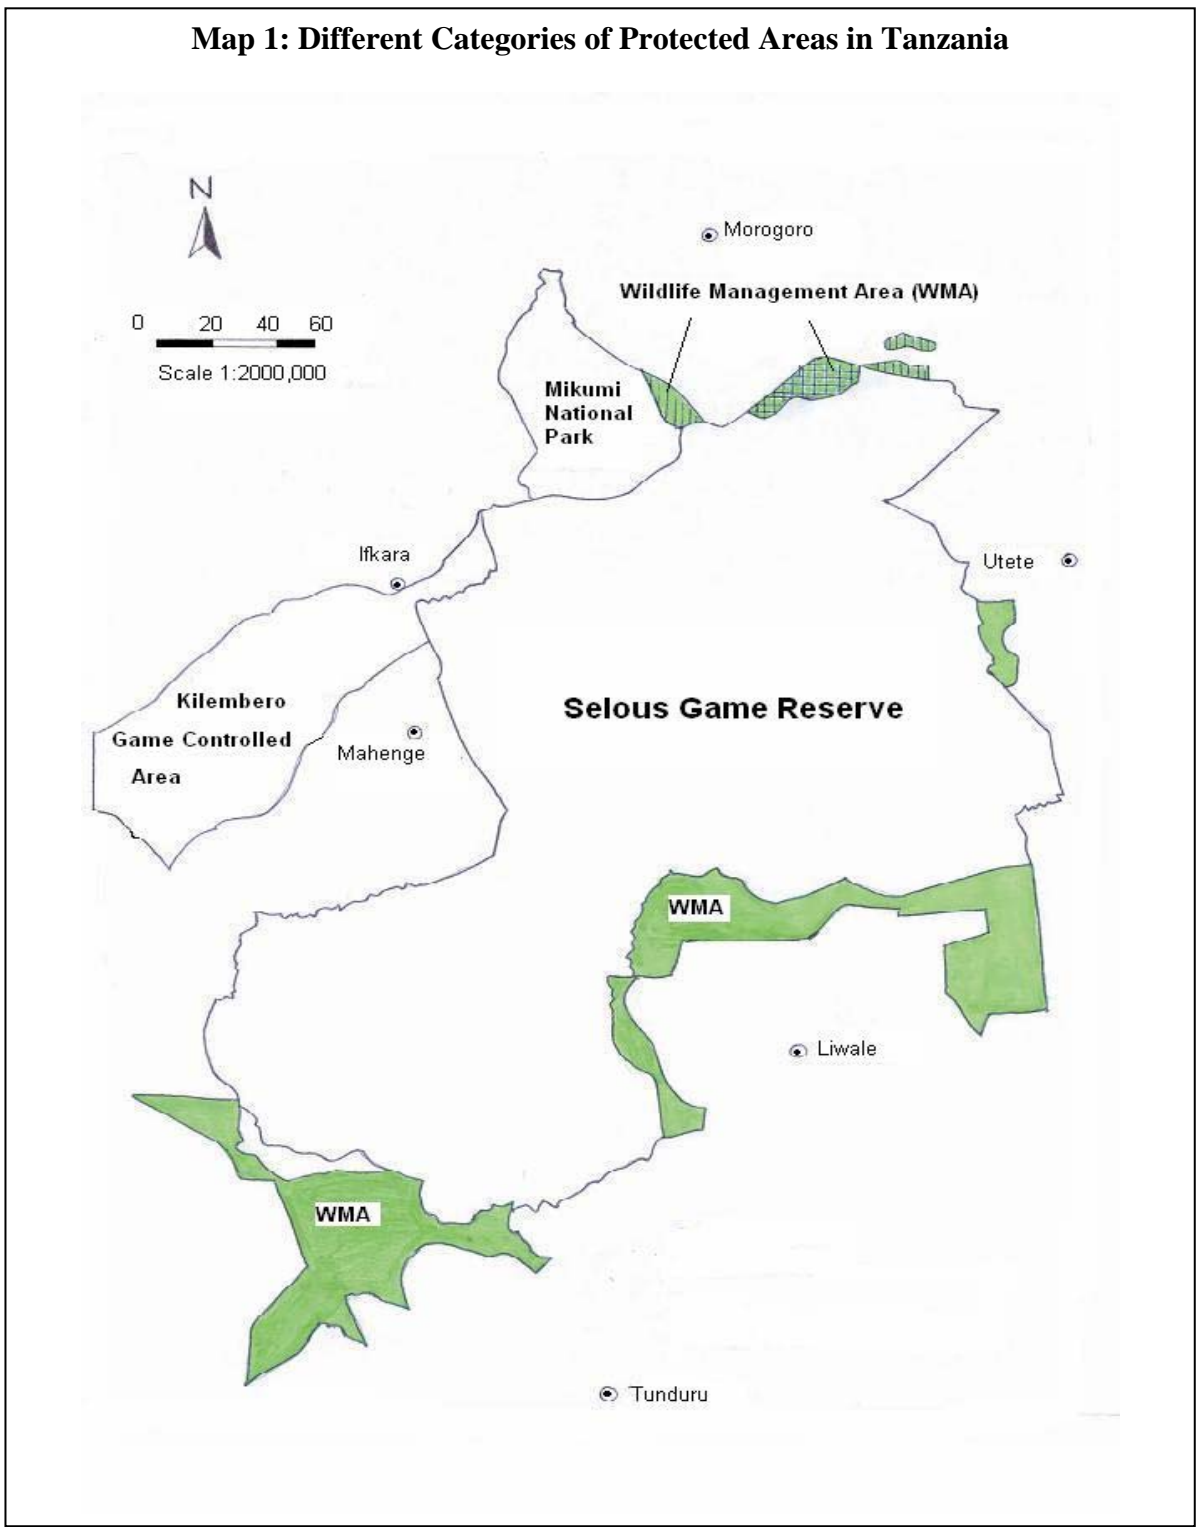 Map 1: Different Categories of Protected Areas in Tanzania
N
Morogoro
Wildlife Management Area (WMA)
0 20 40 60
Scale 1:2000,000
Mikumi
National
Park
Ifkara
Utete
Kilembero
Game Controlled
Area
Selous Game Reserve
Mahenge
WMA
Liwale
WMA
Tunduru